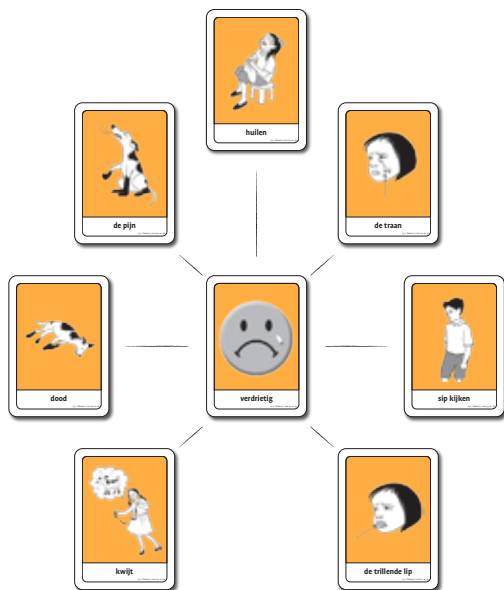 huilen
de pijn
de traan
dood
verdrietig
sip kijken
kwijt
de trillende lip